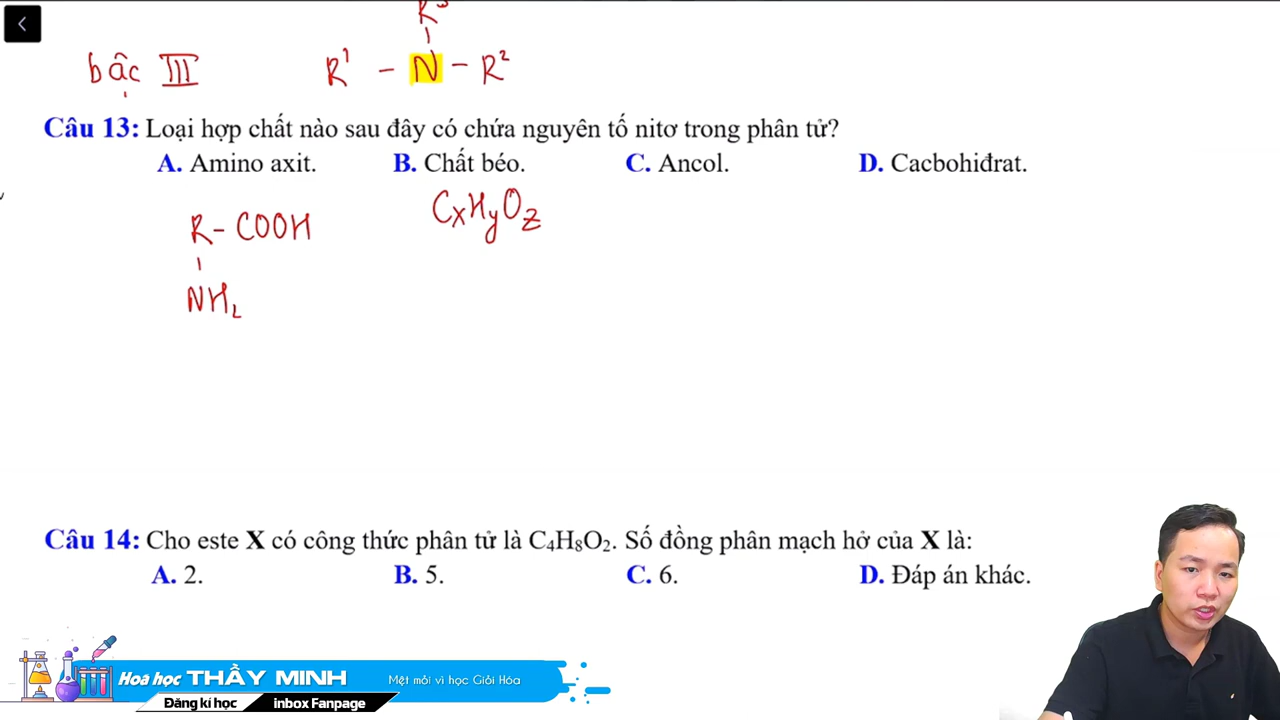 R³
bậc III R¹ - N - R²
Câu 13: Loại hợp chất nào sau đây có chứa nguyên tố nitơ trong phân tử?
A. Amino axit. B. Chất béo. C. Ancol. D. Cacbohiđrat.
R - COOH CxHyOz
NH₂
Câu 14: Cho este X có công thức phân tử là C₄H₈O₂. Số đồng phân mạch hở của X là:
A. 2. B. 5. C. 6. D. Đáp án khác.
Hoá học THẦY MINH Mệt mỏi vì học Giỏi Hóa
Đăng kí học inbox Fanpage